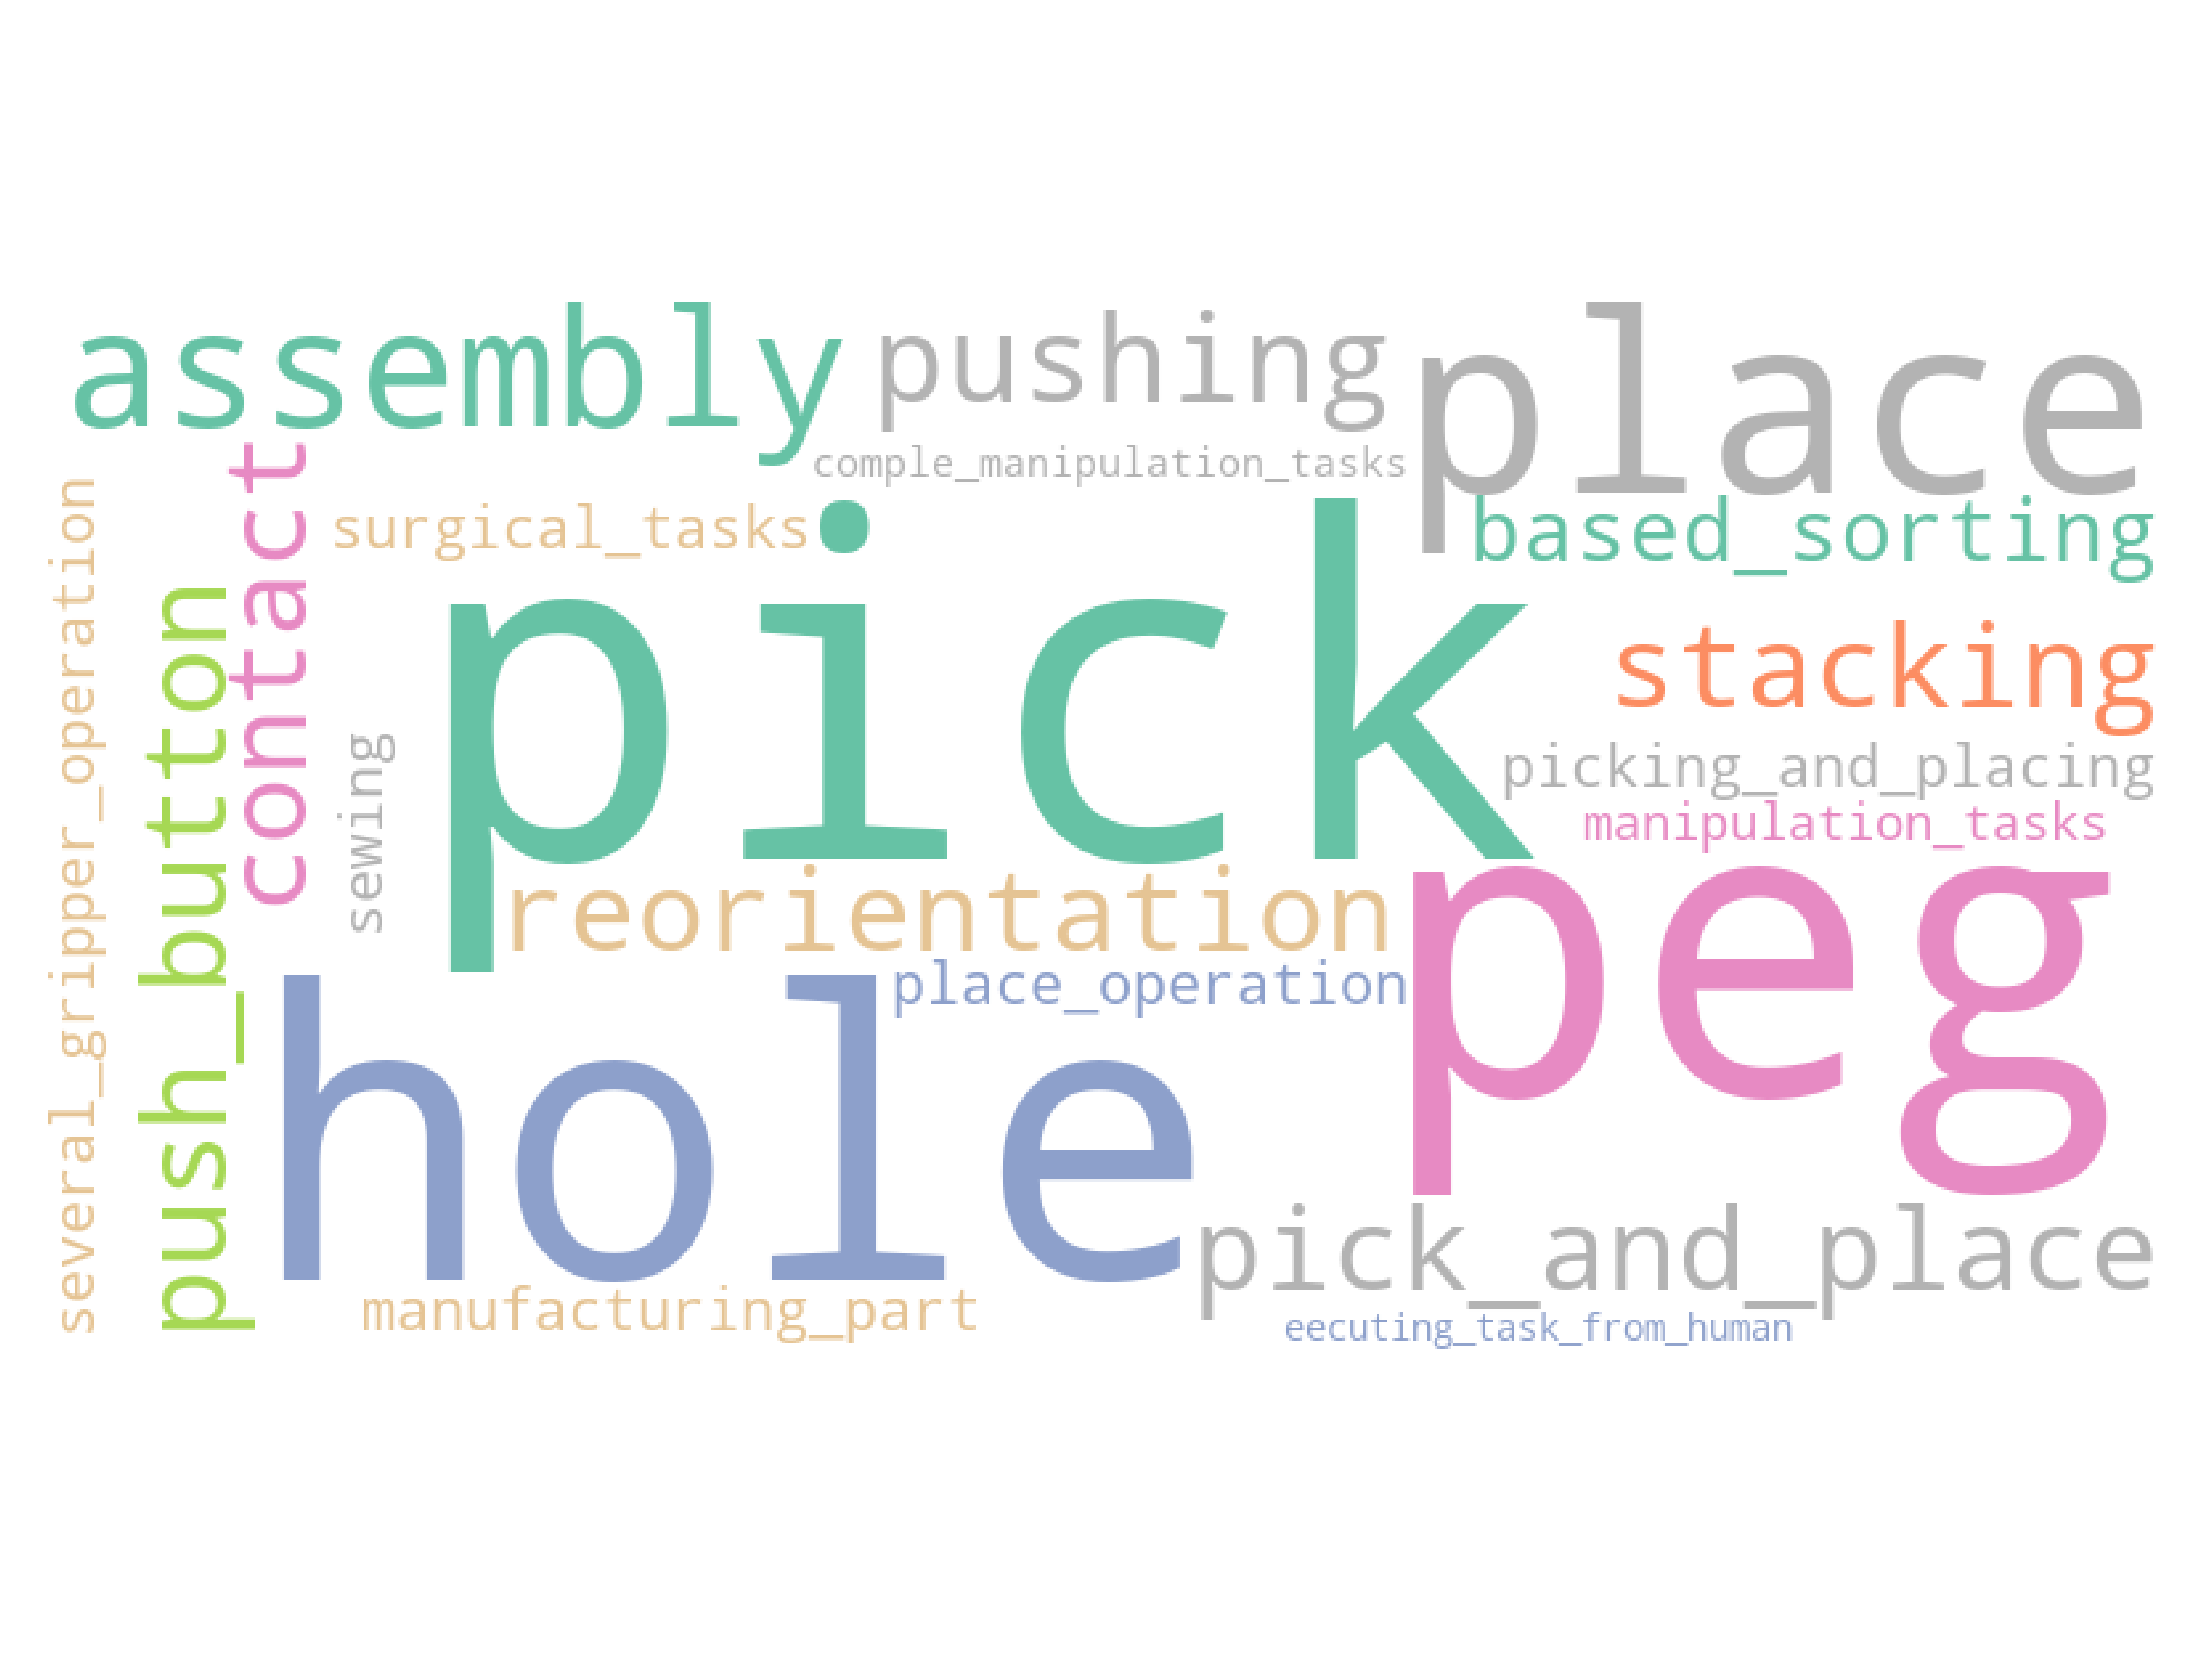 assembly
pushing
place
comple_manipulation_tasks
surgical_tasks
based_sorting
several_gripper_operation
push_button
contact
sewing
pick
stacking
picking_and_placing
manipulation_tasks
reorientation
peg
place_operation
hole
pick_and_place
manufacturing_part
eecuting_task_from_human